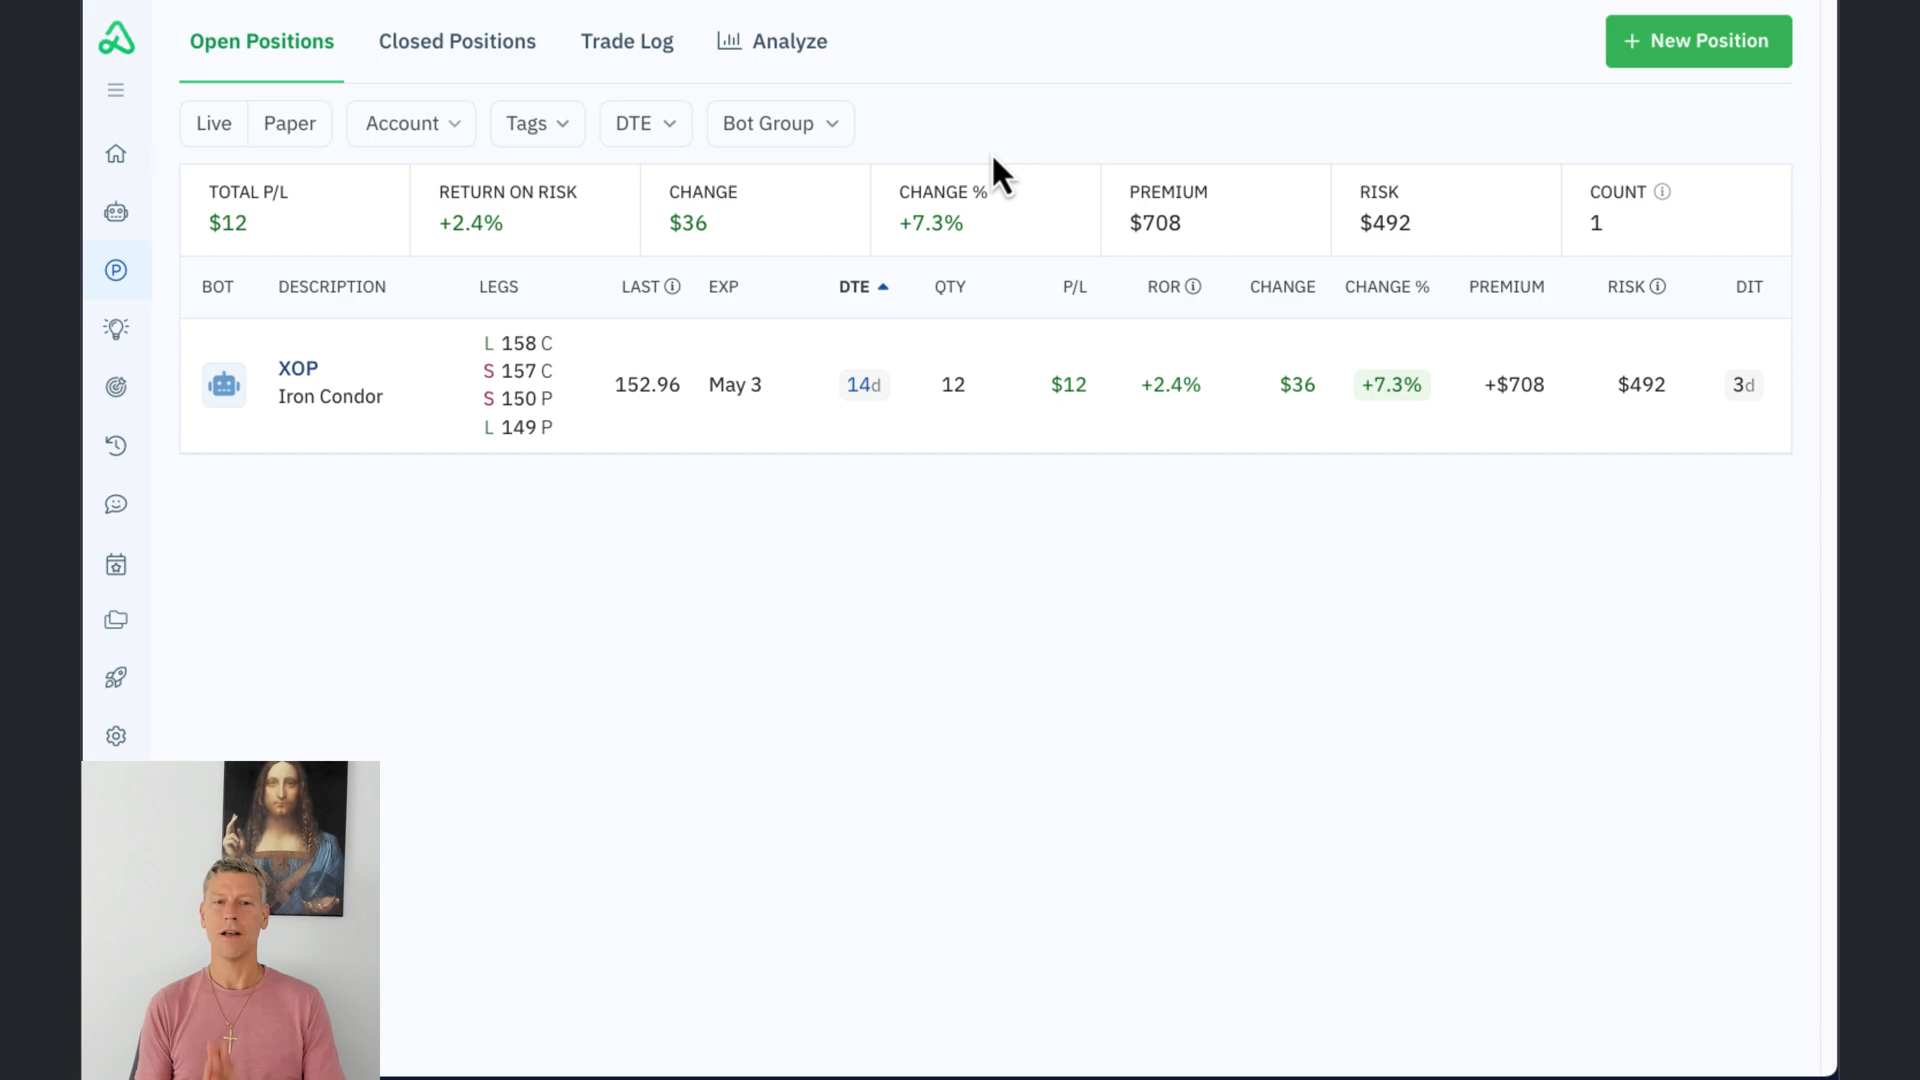 Open Positions Closed Positions Trade Log Analyze + New Position
Live Paper Account Tags DTE Bot Group
TOTAL P/L RETURN ON RISK CHANGE CHANGE % PREMIUM RISK COUNT
$12 +2.4% $36 +7.3% $708 $492 1
BOT DESCRIPTION LEGS LAST EXP DTE QTY P/L ROR CHANGE CHANGE % PREMIUM RISK DIT
L 158 C
XOP S 157 C
152.96 May 3 14d 12 $12 +2.4% $36 +7.3% +$708 $492 3d
Iron Condor S 150 P
L 149 P